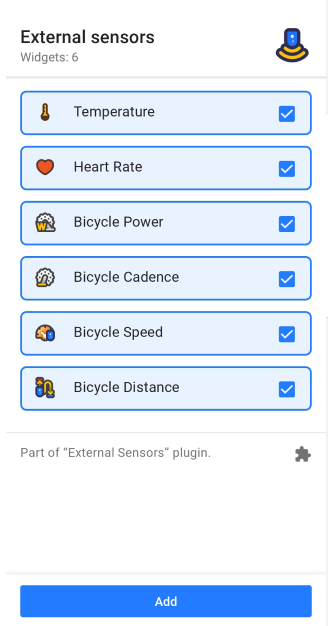 External sensors
Widgets: 6
Temperature
Heart Rate
Bicycle Power
Bicycle Cadence
Bicycle Speed
Bicycle Distance
Part of “External Sensors” plugin.
Add